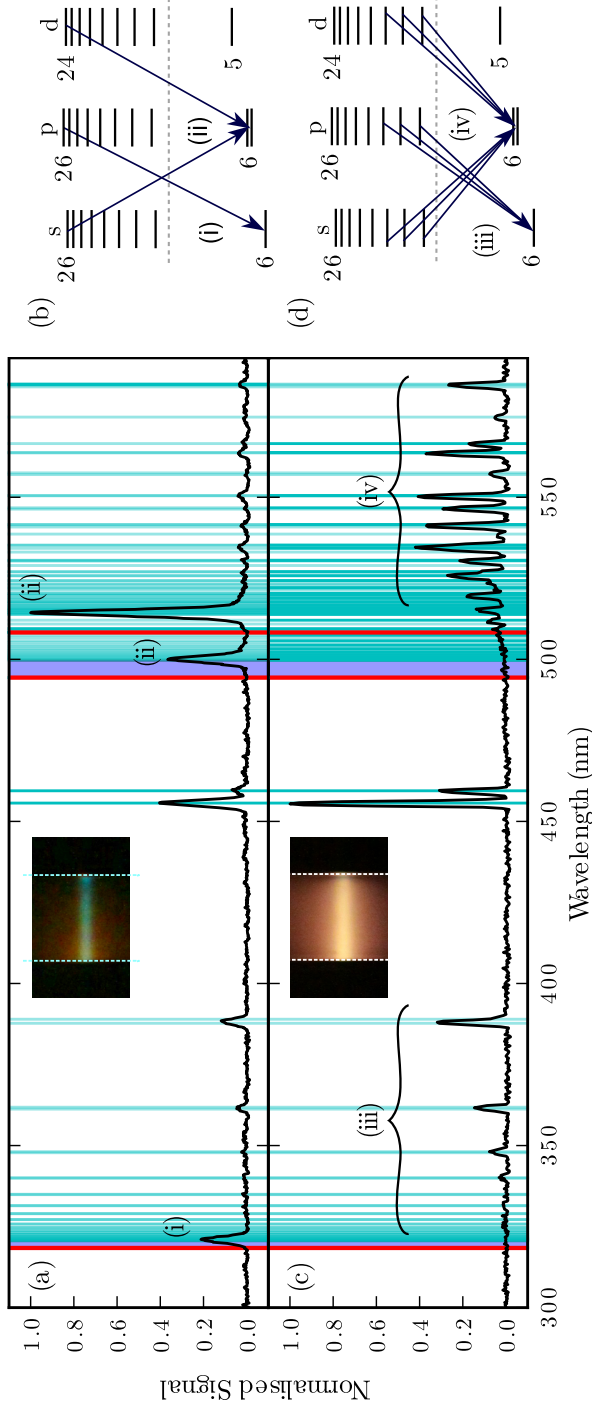 (a)
(i)
(ii)
(ii)
1.0
0.8
0.6
0.4
0.2
0.0
(b)
s
p
d
26
26
24
(i)
(ii)
6
6
5
(c)
(iii)
(iv)
1.0
0.8
0.6
0.4
0.2
0.0
Normalised Signal
300
350
400
450
500
550
Wavelength (nm)
(d)
s
p
d
26
26
24
(iii)
(iv)
6
6
5